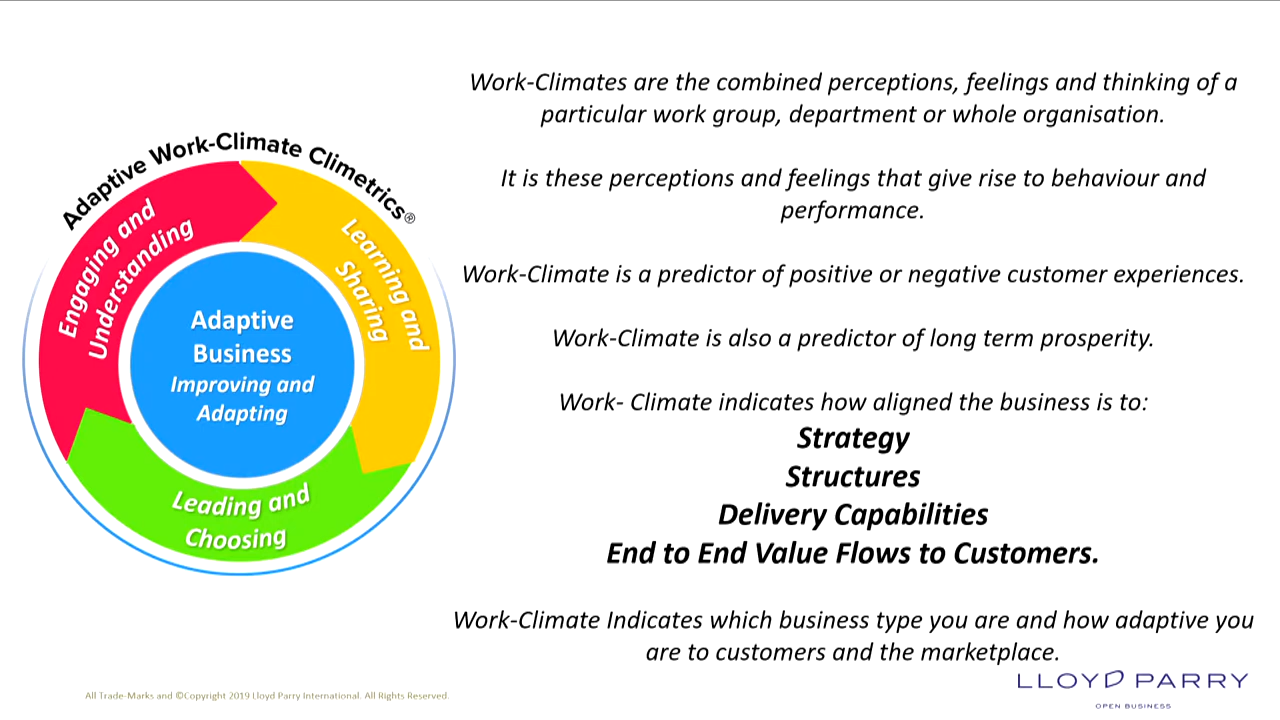 Adaptive Work-Climate Climetrics®
Engaging and
Understanding
Learning and
Sharing
Adaptive
Business
Improving and
Adapting
Leading and
Choosing
Work-Climates are the combined perceptions, feelings and thinking of a
particular work group, department or whole organisation.
It is these perceptions and feelings that give rise to behaviour and
performance.
Work-Climate is a predictor of positive or negative customer experiences.
Work-Climate is also a predictor of long term prosperity.
Work- Climate indicates how aligned the business is to:
Strategy
Structures
Delivery Capabilities
End to End Value Flows to Customers.
Work-Climate Indicates which business type you are and how adaptive you
are to customers and the marketplace.
All Trade-Marks and ©Copyright 2019 Lloyd Parry International. All Rights Reserved.
LLOYD PARRY
OPEN BUSINESS